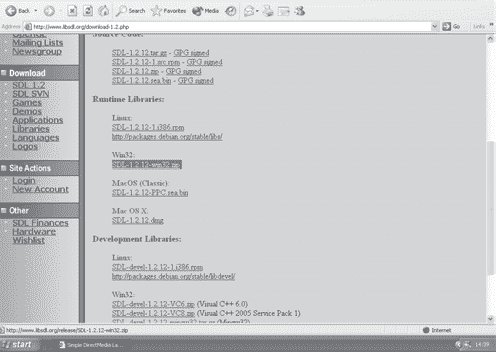 Back
Search
Favorites
Media
Address
http://www.libsdl.org/download-1.2.php
Go
Links
Source Code:
SDL-1.2.12.tar.gz - GPG signed
SDL-1.2.12-1.src.rpm - GPG signed
SDL-1.2.12.zip - GPG signed
SDL-1.2.12.sea.bin - GPG signed
Runtime Libraries:
Linux:
SDL-1.2.12-1.i386.rpm
http://packages.debian.org/stable/libs/
Win32:
SDL-1.2.12-win32.zip
MacOS (Classic):
SDL-1.2.12-PPC.sea.bin
Mac OS X:
SDL-1.2.12.dmg
Development Libraries:
Linux:
SDL-devel-1.2.12-1.i386.rpm
http://packages.debian.org/stable/libdevel/
Win32:
SDL-devel-1.2.12-VC6.zip (Visual C++ 6.0)
SDL-devel-1.2.12-VC8.zip (Visual C++ 2005 Service Pack 1)
Mailing Lists
Newsgroup
Download
SDL 1.2
SDL SVN
Games
Demos
Applications
Libraries
Languages
Logos
Site Actions
Login
New Account
Other
SDL Finances
Hardware
Wishlist
http://www.libsdl.org/release/SDL-1.2.12-win32.zip
Internet
start
Simple DirectMedia La...
14:39